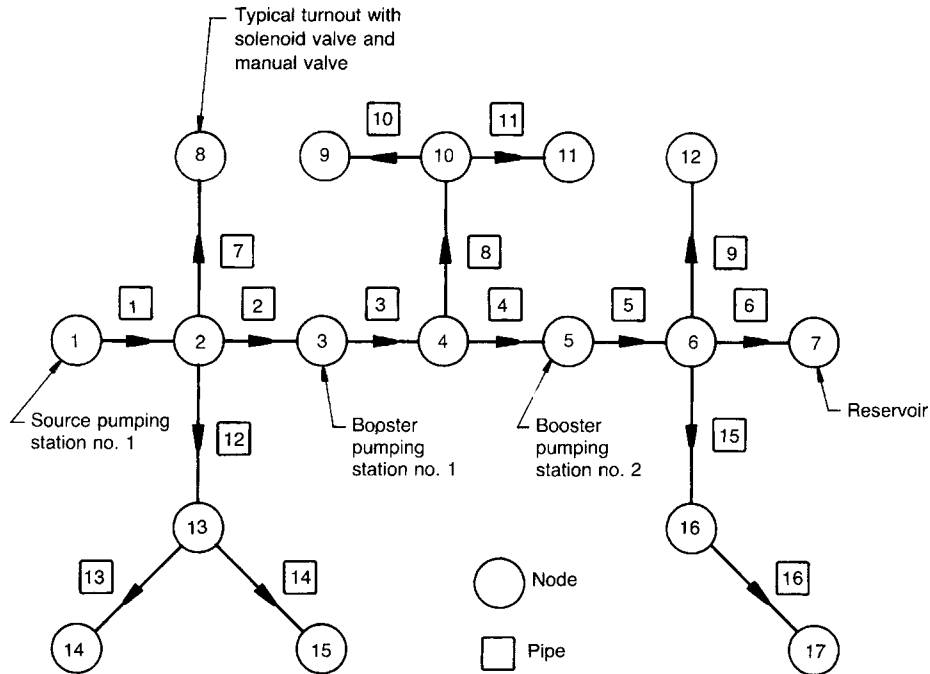 Typical turnout with
solenoid valve and
manual valve
10
11
8
9
10
11
12
7
8
9
1
2
3
4
5
6
1
2
3
4
5
6
7
Source pumping
station no. 1
12
Bopster
pumping
station no. 1
Booster
pumping
station no. 2
15
Reservoir
13
16
13
14
Node
16
14
15
Pipe
17